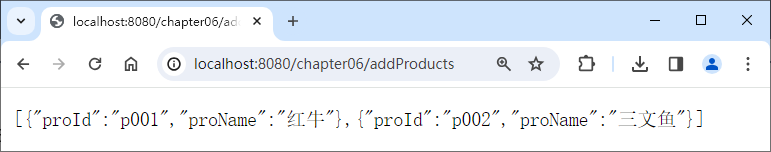 localhost:8080/chapter06/ad
localhost:8080/chapter06/addProducts
[{"proId":"p001","proName":"红牛"},{"proId":"p002","proName":"三文鱼"}]